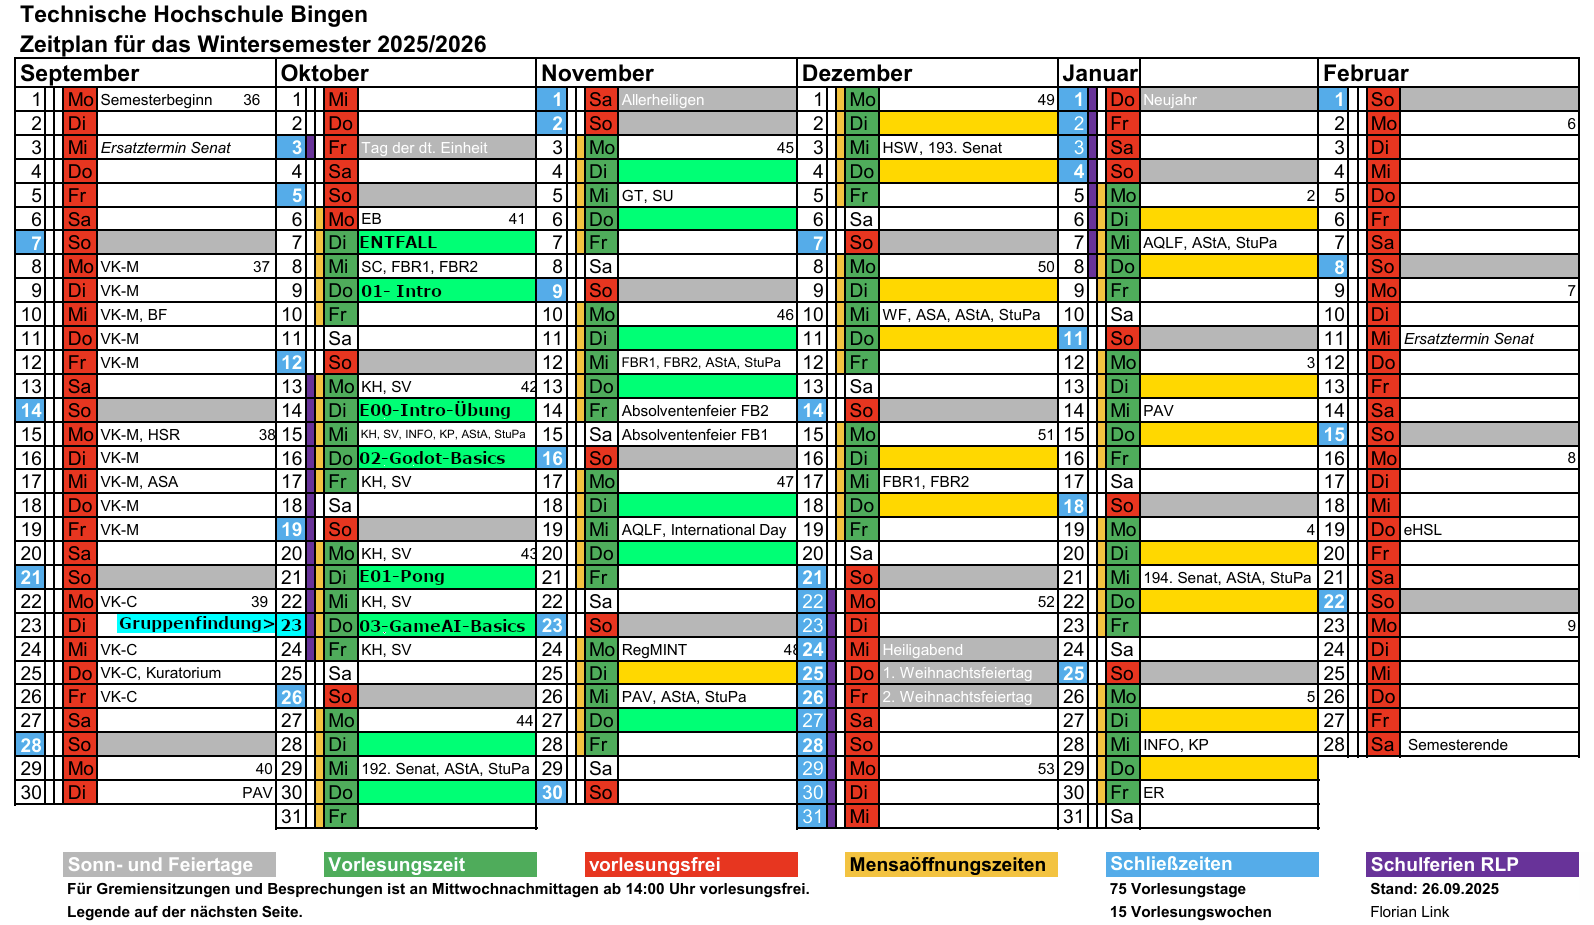 Technische Hochschule Bingen
Zeitplan für das Wintersemester 2025/2026
September Oktober November Dezember Januar Februar
1 Mo Semesterbeginn 36 1 Mi 1 Sa Allerheiligen 1 Mo 49 1 Do Neujahr 1 So
2 Di 2 Do 2 So 2 Di 2 Fr 2 Mo 6
3 Mi Ersatztermin Senat 3 Fr Tag der dt. Einheit 3 Mo 45 3 Mi HSW, 193. Senat 3 Sa 3 Di
4 Do 4 Sa 4 Di 4 Do 4 So 4 Mi
5 Fr 5 So 5 Mi GT, SU 5 Fr 5 Mo 2 5 Do
6 Sa 6 Mo EB 41 6 Do 6 Sa 6 Di 6 Fr
7 So 7 Di ENTFALL 7 Fr 7 So 7 Mi AQLF, AStA, StuPa 7 Sa
8 Mo VK-M 37 8 Mi SC, FBR1, FBR2 8 Sa 8 Mo 50 8 Do 8 So
9 Di VK-M 9 Do 01- Intro 9 So 9 Di 9 Fr 9 Mo 7
10 Mi VK-M, BF 10 Fr 10 Mo 46 10 Mi WF, ASA, AStA, StuPa 10 Sa 10 Di
11 Do VK-M 11 Sa 11 Di 11 Do 11 So 11 Mi Ersatztermin Senat
12 Fr VK-M 12 So 12 Mi FBR1, FBR2, AStA, StuPa 12 Fr 12 Mo 3 12 Do
13 Sa 13 Mo KH, SV 42 13 Do 13 Sa 13 Di 13 Fr
14 So 14 Di E00-Intro-Übung 14 Fr Absolventenfeier FB2 14 So 14 Mi PAV 14 Sa
15 Mo VK-M, HSR 38 15 Mi KH, SV, INFO, KP, AStA, StuPa 15 Sa Absolventenfeier FB1 15 Mo 51 15 Do 15 So
16 Di VK-M 16 Do 02-Godot-Basics 16 So 16 Di 16 Fr 16 Mo 8
17 Mi VK-M, ASA 17 Fr KH, SV 17 Mo 47 17 Mi FBR1, FBR2 17 Sa 17 Di
18 Do VK-M 18 Sa 18 Di 18 Do 18 So 18 Mi
19 Fr VK-M 19 So 19 Mi AQLF, International Day 19 Fr 19 Mo 4 19 Do eHSL
20 Sa 20 Mo KH, SV 43 20 Do 20 Sa 20 Di 20 Fr
21 So 21 Di E01-Pong 21 Fr 21 So 21 Mi 194. Senat, AStA, StuPa 21 Sa
22 Mo VK-C 39 22 Mi KH, SV 22 Sa 22 Mo 52 22 Do 22 So
23 Di Gruppenfindung> 23 Do 03-GameAI-Basics 23 So 23 Di 23 Fr 23 Mo 9
24 Mi VK-C 24 Fr KH, SV 24 Mo RegMINT 48 24 Mi Heiligabend 24 Sa 24 Di
25 Do VK-C, Kuratorium 25 Sa 25 Di 25 Do 1. Weihnachtsfeiertag 25 So 25 Mi
26 Fr VK-C 26 So 26 Mi PAV, AStA, StuPa 26 Fr 2. Weihnachtsfeiertag 26 Mo 5 26 Do
27 Sa 27 Mo 44 27 Do 27 Sa 27 Di 27 Fr
28 So 28 Di 28 Fr 28 So 28 Mi INFO, KP 28 Sa Semesterende
29 Mo 40 29 Mi 192. Senat, AStA, StuPa 29 Sa 29 Mo 53 29 Do
30 Di PAV 30 Do 30 So 30 Di 30 Fr ER
31 Fr 31 Mi 31 Sa
Sonn- und Feiertage Vorlesungszeit vorlesungsfrei Mensaöffnungszeiten Schließzeiten Schulferien RLP
Für Gremiensitzungen und Besprechungen ist an Mittwochnachmittagen ab 14:00 Uhr vorlesungsfrei. 75 Vorlesungstage Stand: 26.09.2025
Legende auf der nächsten Seite. 15 Vorlesungswochen Florian Link